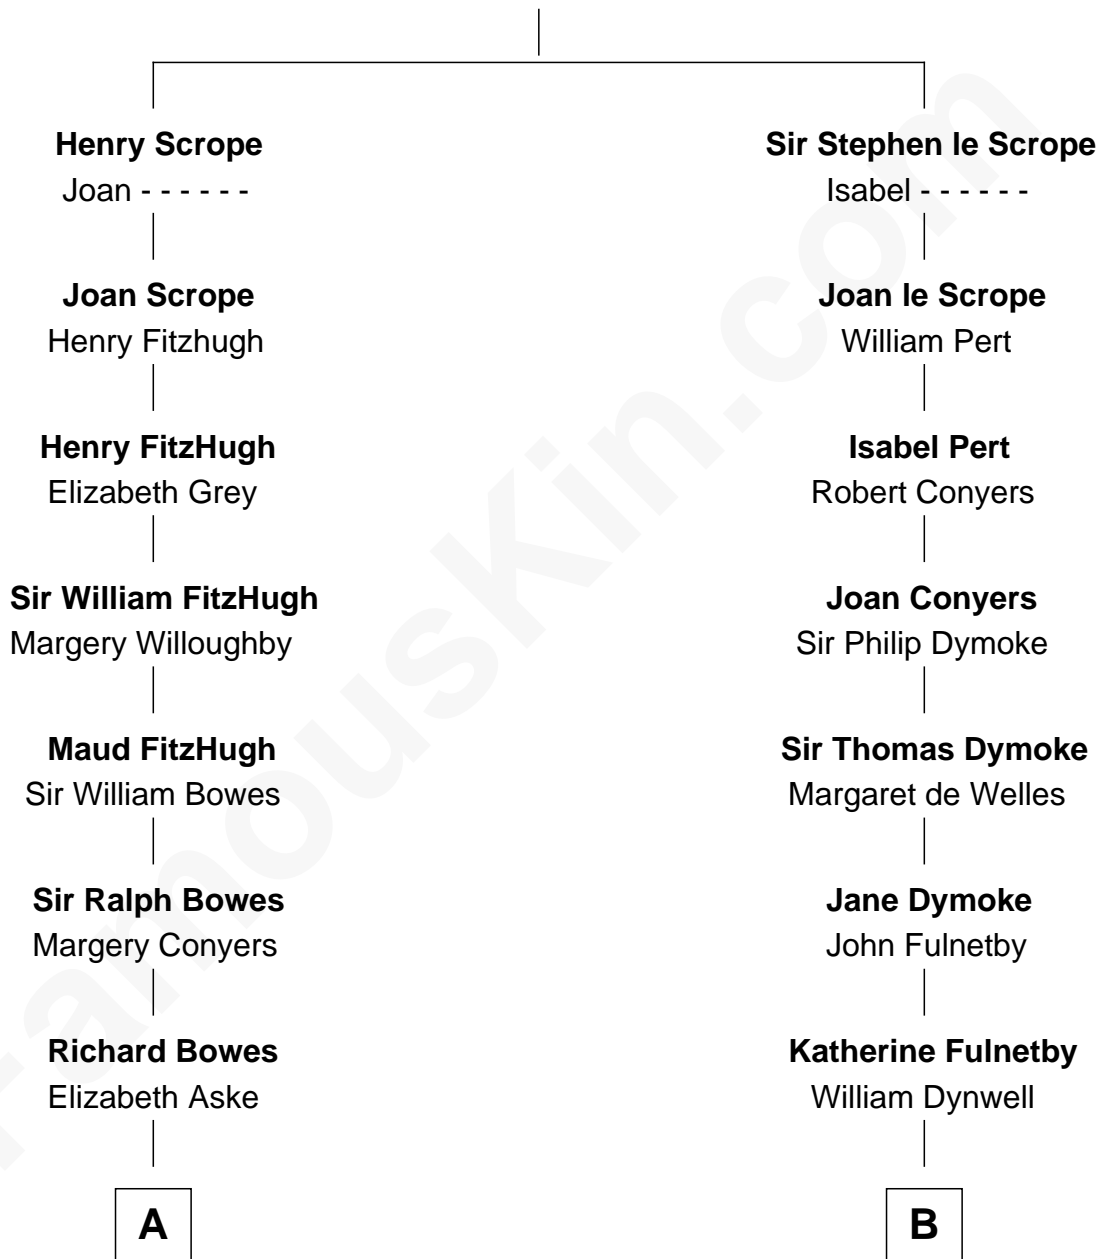 Henry Scrope
Joan - - - - - -
Joan Scrope
Henry Fitzhugh
Henry FitzHugh
Elizabeth Grey
Sir William FitzHugh
Margery Willoughby
Maud FitzHugh
Sir William Bowes
Sir Ralph Bowes
Margery Conyers
Richard Bowes
Elizabeth Aske
A
Sir Stephen le Scrope
Isabel - - - - - -
Joan le Scrope
William Pert
Isabel Pert
Robert Conyers
Joan Conyers
Sir Philip Dymoke
Sir Thomas Dymoke
Margaret de Welles
Jane Dymoke
John Fulnetby
Katherine Fulnetby
William Dynwell
B
FamousKin.com